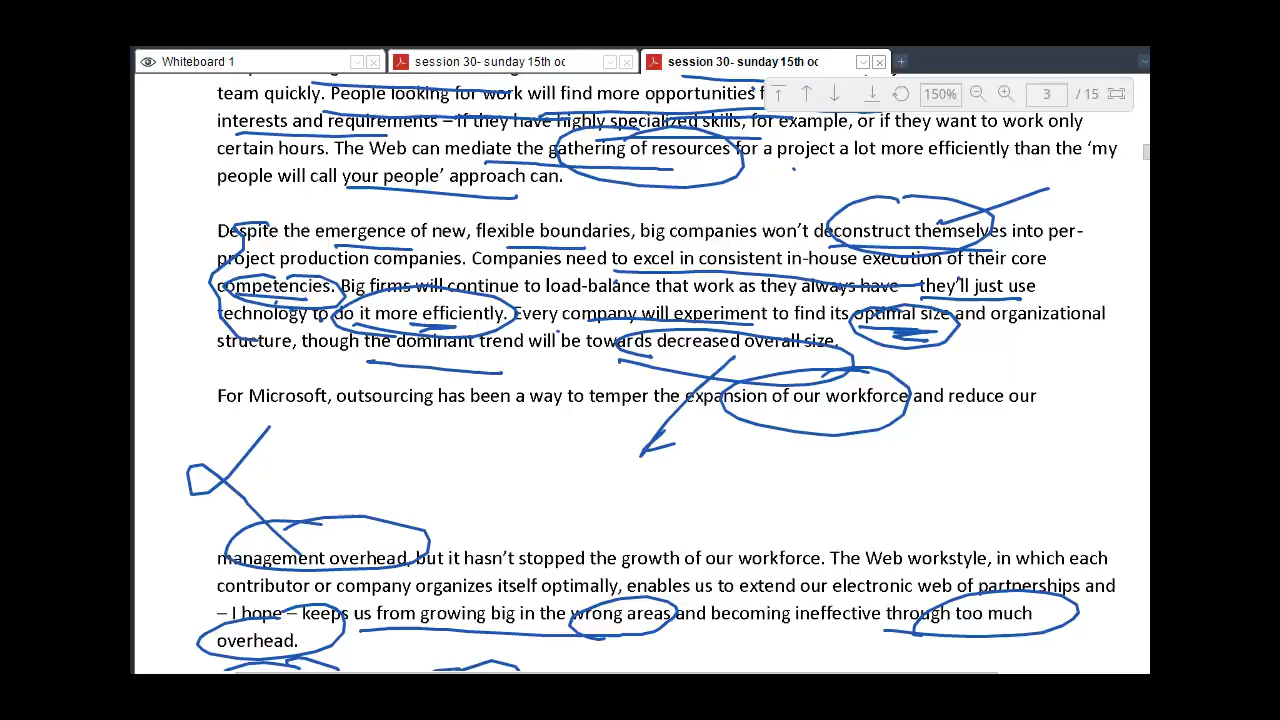 Whiteboard 1
session 30- sunday 15th oc
session 30- sunday 15th oc
150%
3 / 15
team quickly. People looking for work will find more opportunities
interests and requirements – if they have highly specialized skills, for example, or if they want to work only
certain hours. The Web can mediate the gathering of resources for a project a lot more efficiently than the ‘my
people will call your people’ approach can.
Despite the emergence of new, flexible boundaries, big companies won’t deconstruct themselves into per-
project production companies. Companies need to excel in consistent in-house execution of their core
competencies. Big firms will continue to load-balance that work as they always have – they’ll just use
technology to do it more efficiently. Every company will experiment to find its optimal size and organizational
structure, though the dominant trend will be towards decreased overall size.
For Microsoft, outsourcing has been a way to temper the expansion of our workforce and reduce our
management overhead, but it hasn’t stopped the growth of our workforce. The Web workstyle, in which each
contributor or company organizes itself optimally, enables us to extend our electronic web of partnerships and
– I hope – keeps us from growing big in the wrong areas and becoming ineffective through too much
overhead.